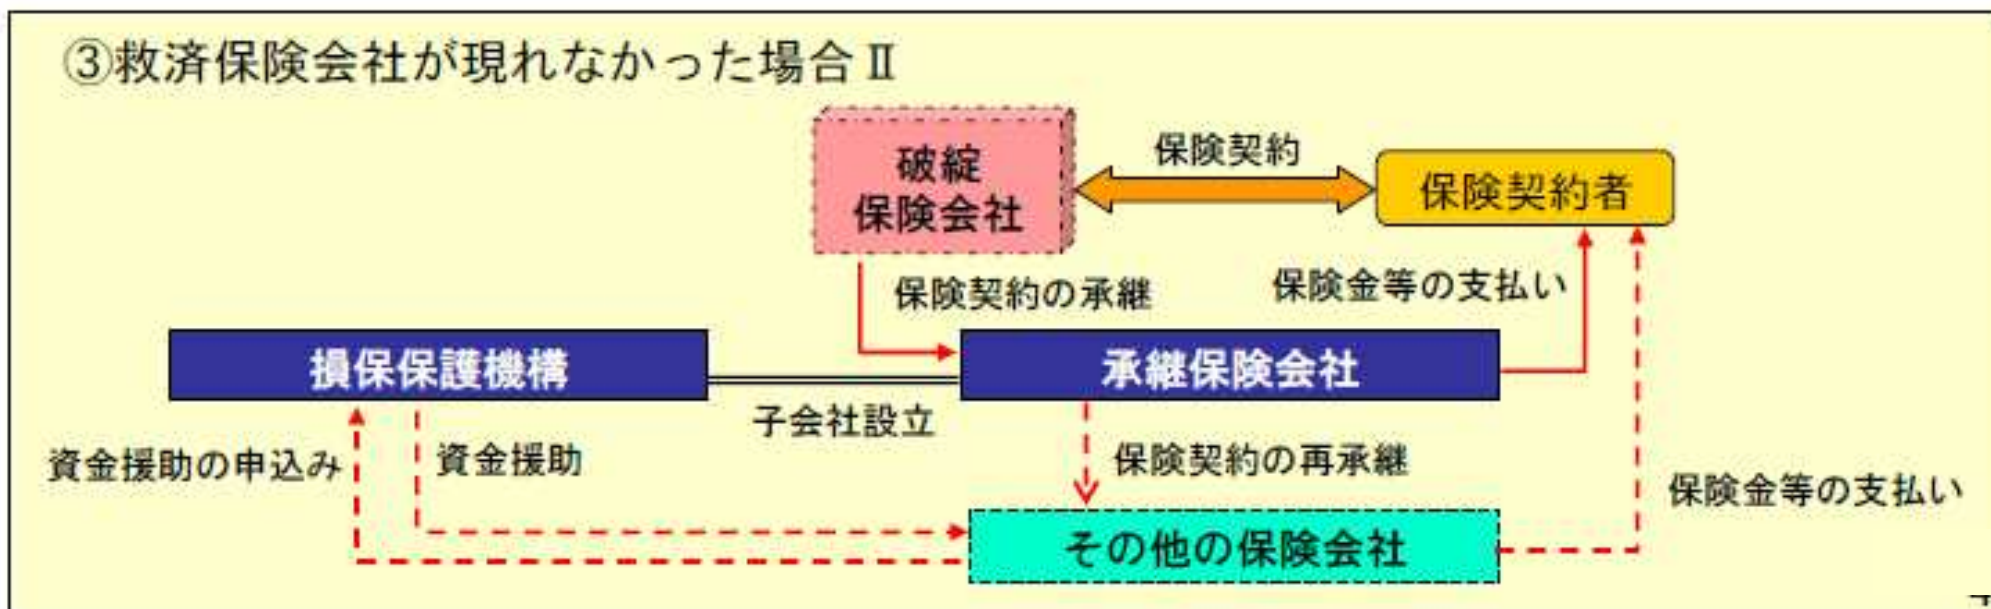 ③救済保険会社が現れなかった場合Ⅱ
破綻
保険会社
保険契約
保険契約者
保険契約の承継
保険金等の支払い
損保保護機構
承継保険会社
子会社設立
資金援助の申込み
資金援助
保険契約の再承継
保険金等の支払い
その他の保険会社